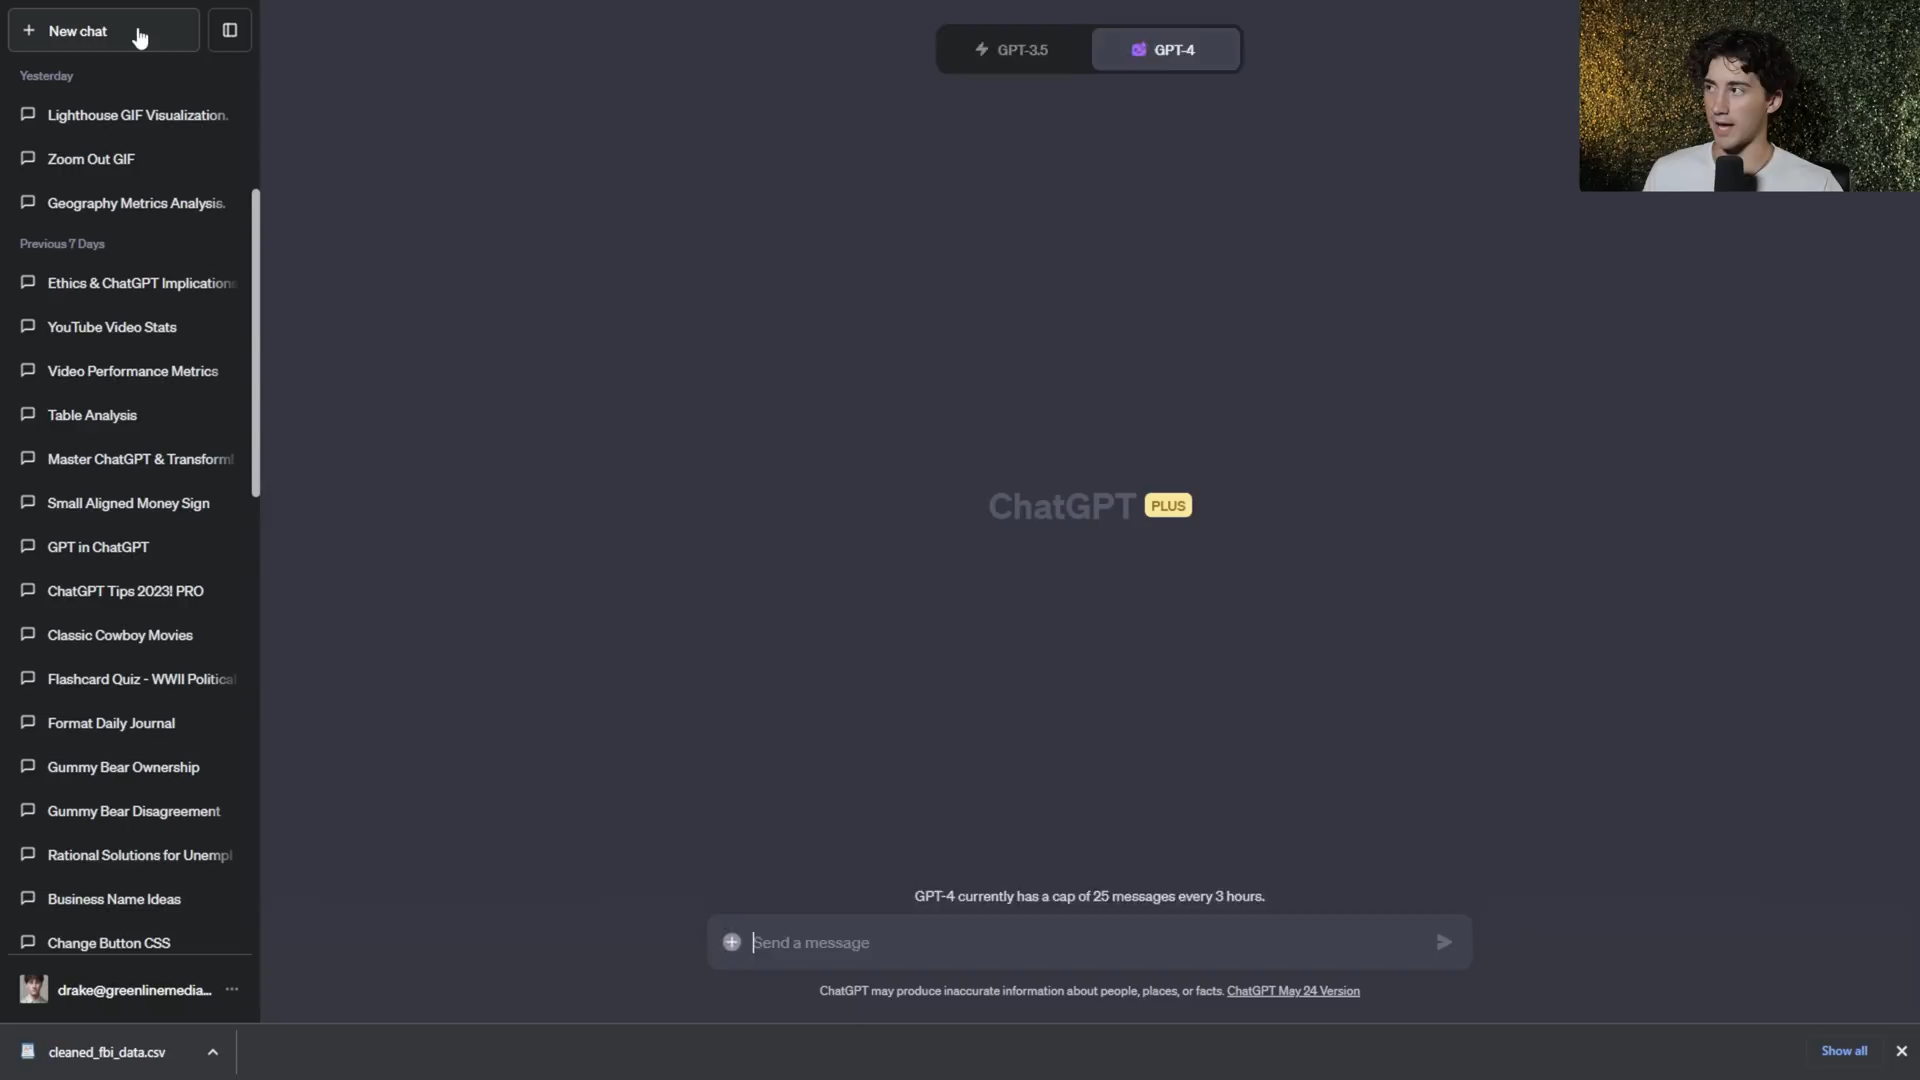 New chat
GPT-3.5
GPT-4
Yesterday
Lighthouse GIF Visualization.
Zoom Out GIF
Geography Metrics Analysis.
Previous 7 Days
Ethics & ChatGPT Implications
YouTube Video Stats
Video Performance Metrics
Table Analysis
Master ChatGPT & Transform!
Small Aligned Money Sign
GPT in ChatGPT
ChatGPT Tips 2023! PRO
Classic Cowboy Movies
Flashcard Quiz - WWII Political
Format Daily Journal
Gummy Bear Ownership
Gummy Bear Disagreement
Rational Solutions for Unempl
Business Name Ideas
Change Button CSS
drake@greenlinemedia...
ChatGPT PLUS
GPT-4 currently has a cap of 25 messages every 3 hours.
Send a message
ChatGPT may produce inaccurate information about people, places, or facts. ChatGPT May 24 Version
cleaned_fbi_data.csv
Show all